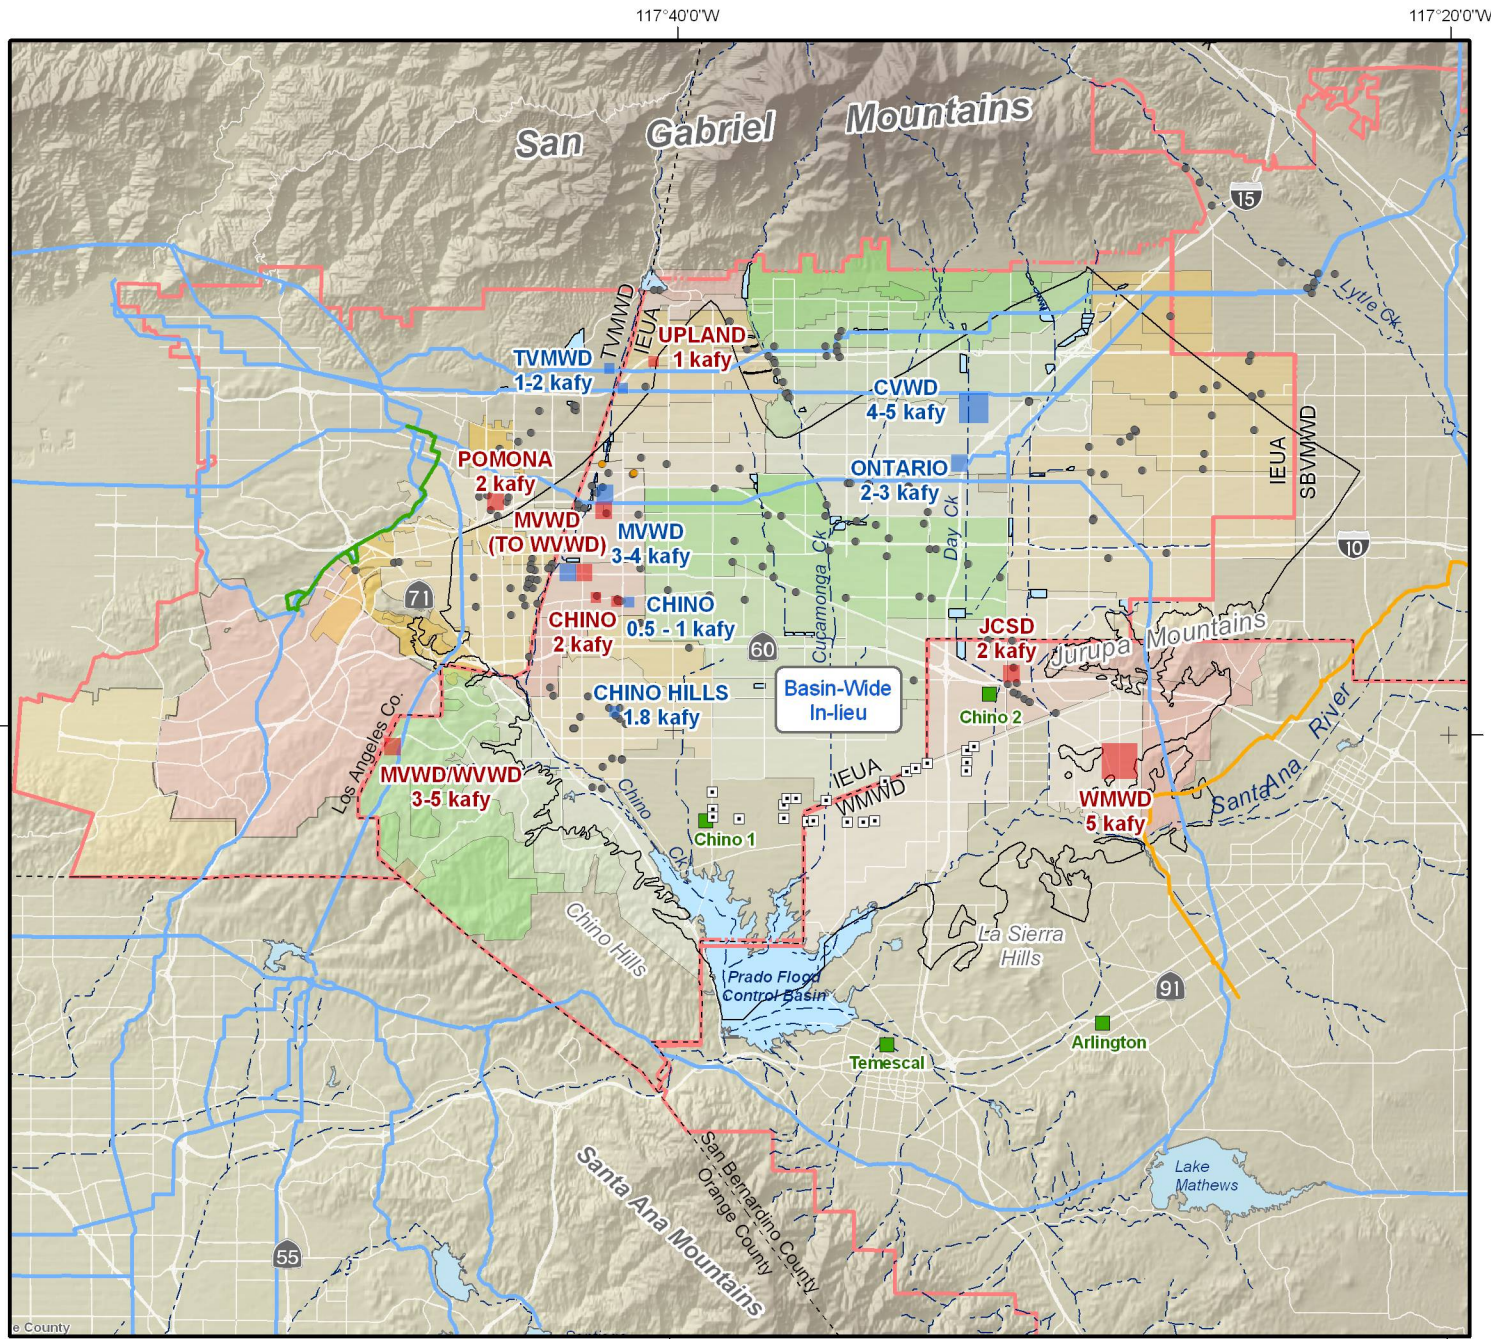 117°40'0"W
117°20'0"W
San Gabriel Mountains
15
Lytle Ck
TVMWD
IEUA
UPLAND
1 kafy
TVMWD
1-2 kafy
CVWD
4-5 kafy
IEUA
SBVMWD
POMONA
2 kafy
ONTARIO
2-3 kafy
MVWD
(TO WVWD)
MVWD
3-4 kafy
Cucamonga Ck
Day Ck
10
71
CHINO
2 kafy
CHINO
0.5 - 1 kafy
60
JCSD
2 kafy
Jurupa Mountains
Basin-Wide
In-lieu
CHINO HILLS
1.8 kafy
Chino 2
Los Angeles Co.
Santa Ana River
MVWD/WVWD
3-5 kafy
Chino Ck
IEUA
WMWD
WMWD
5 kafy
Chino 1
Chino Hills
La Sierra
Hills
Prado Flood
Control Basin
91
Arlington
Temescal
Santa Ana Mountains
San Bernardino County
Orange County
Lake
Mathews
55
e County